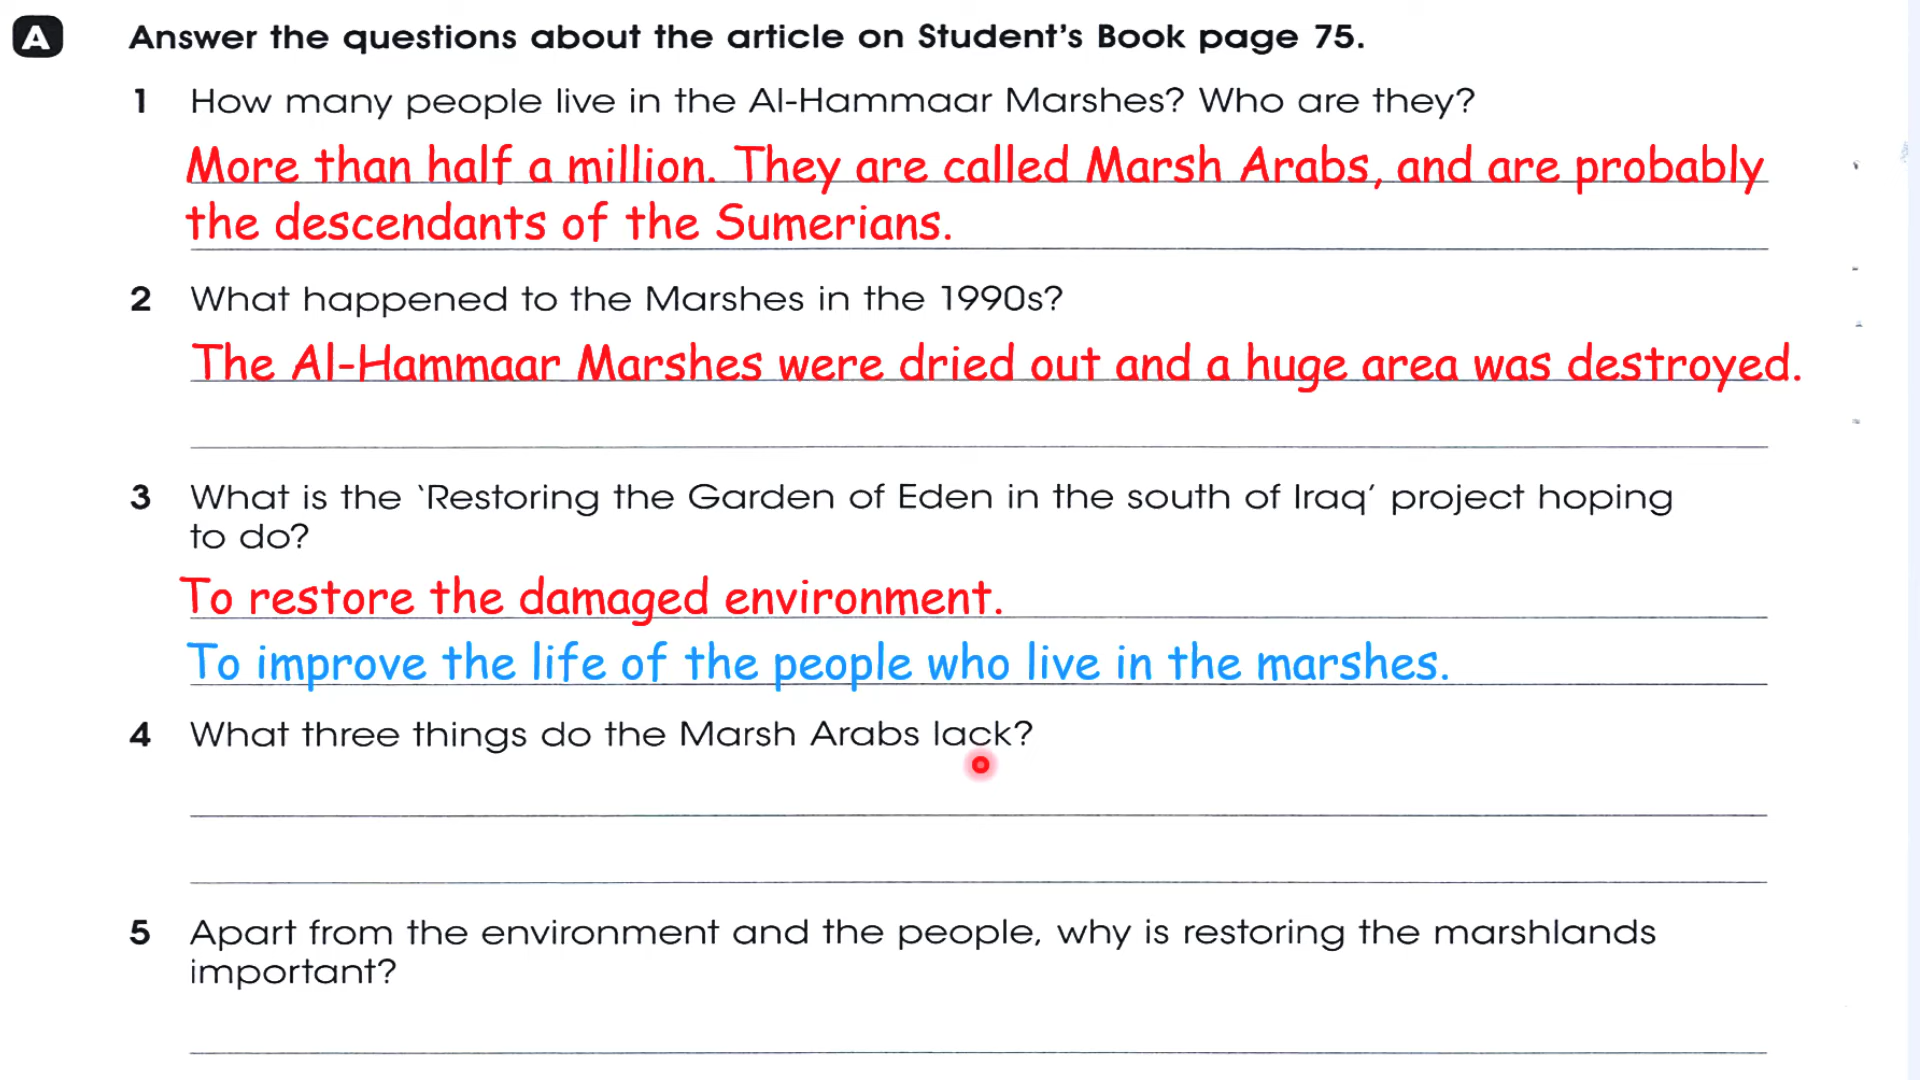 A Answer the questions about the article on Student's Book page 75.
1 How many people live in the Al-Hammaar Marshes? Who are they?
More than half a million. They are called Marsh Arabs, and are probably
the descendants of the Sumerians.
2 What happened to the Marshes in the 1990s?
The Al-Hammaar Marshes were dried out and a huge area was destroyed.
3 What is the ‘Restoring the Garden of Eden in the south of Iraq’ project hoping
to do?
To restore the damaged environment.
To improve the life of the people who live in the marshes.
4 What three things do the Marsh Arabs lack?
5 Apart from the environment and the people, why is restoring the marshlands
important?